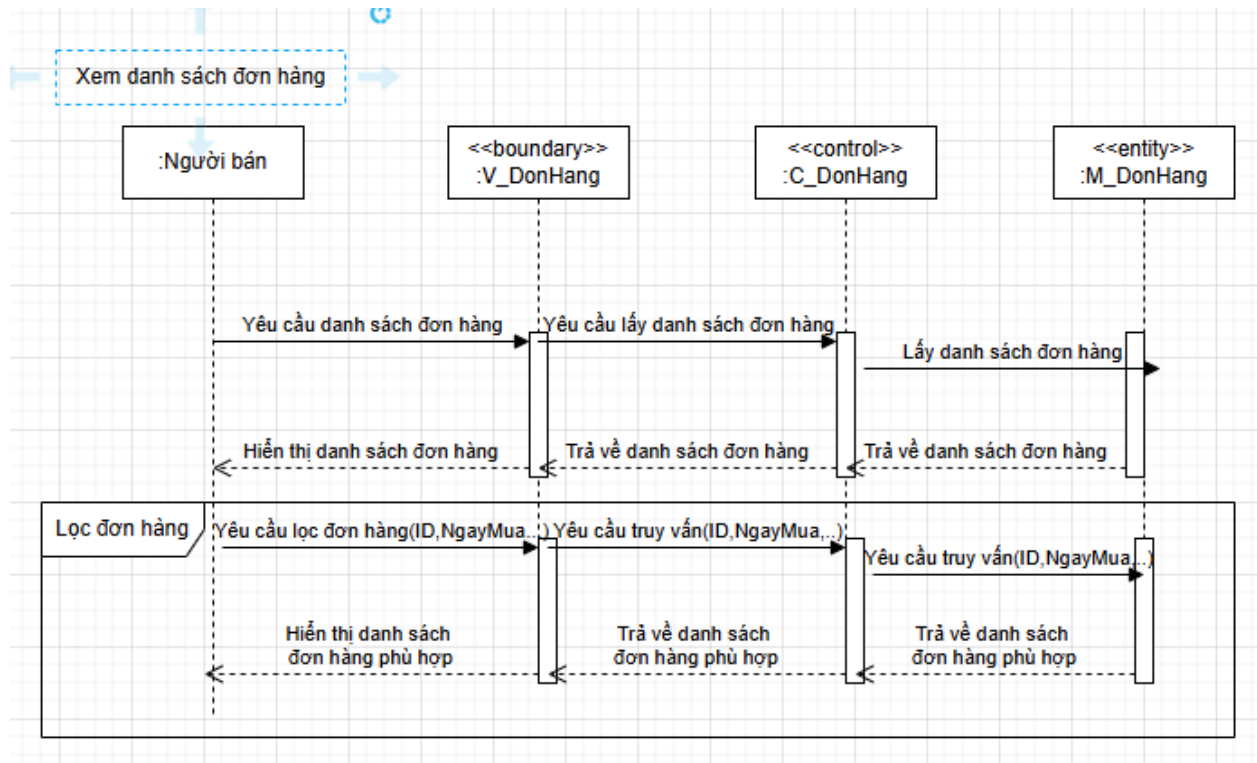 Xem danh sách đơn hàng
:Người bán
<<boundary>>
:V_DonHang
<<control>>
:C_DonHang
<<entity>>
:M_DonHang
Yêu cầu danh sách đơn hàng
Yêu cầu lấy danh sách đơn hàng
Lấy danh sách đơn hàng
Hiển thị danh sách đơn hàng
Trả về danh sách đơn hàng
Trả về danh sách đơn hàng
Lọc đơn hàng
Yêu cầu lọc đơn hàng(ID,NgayMua...)
Yêu cầu truy vấn(ID,NgayMua,..)
Yêu cầu truy vấn(ID,NgayMua,..)
Hiển thị danh sách
đơn hàng phù hợp
Trả về danh sách
đơn hàng phù hợp
Trả về danh sách
đơn hàng phù hợp